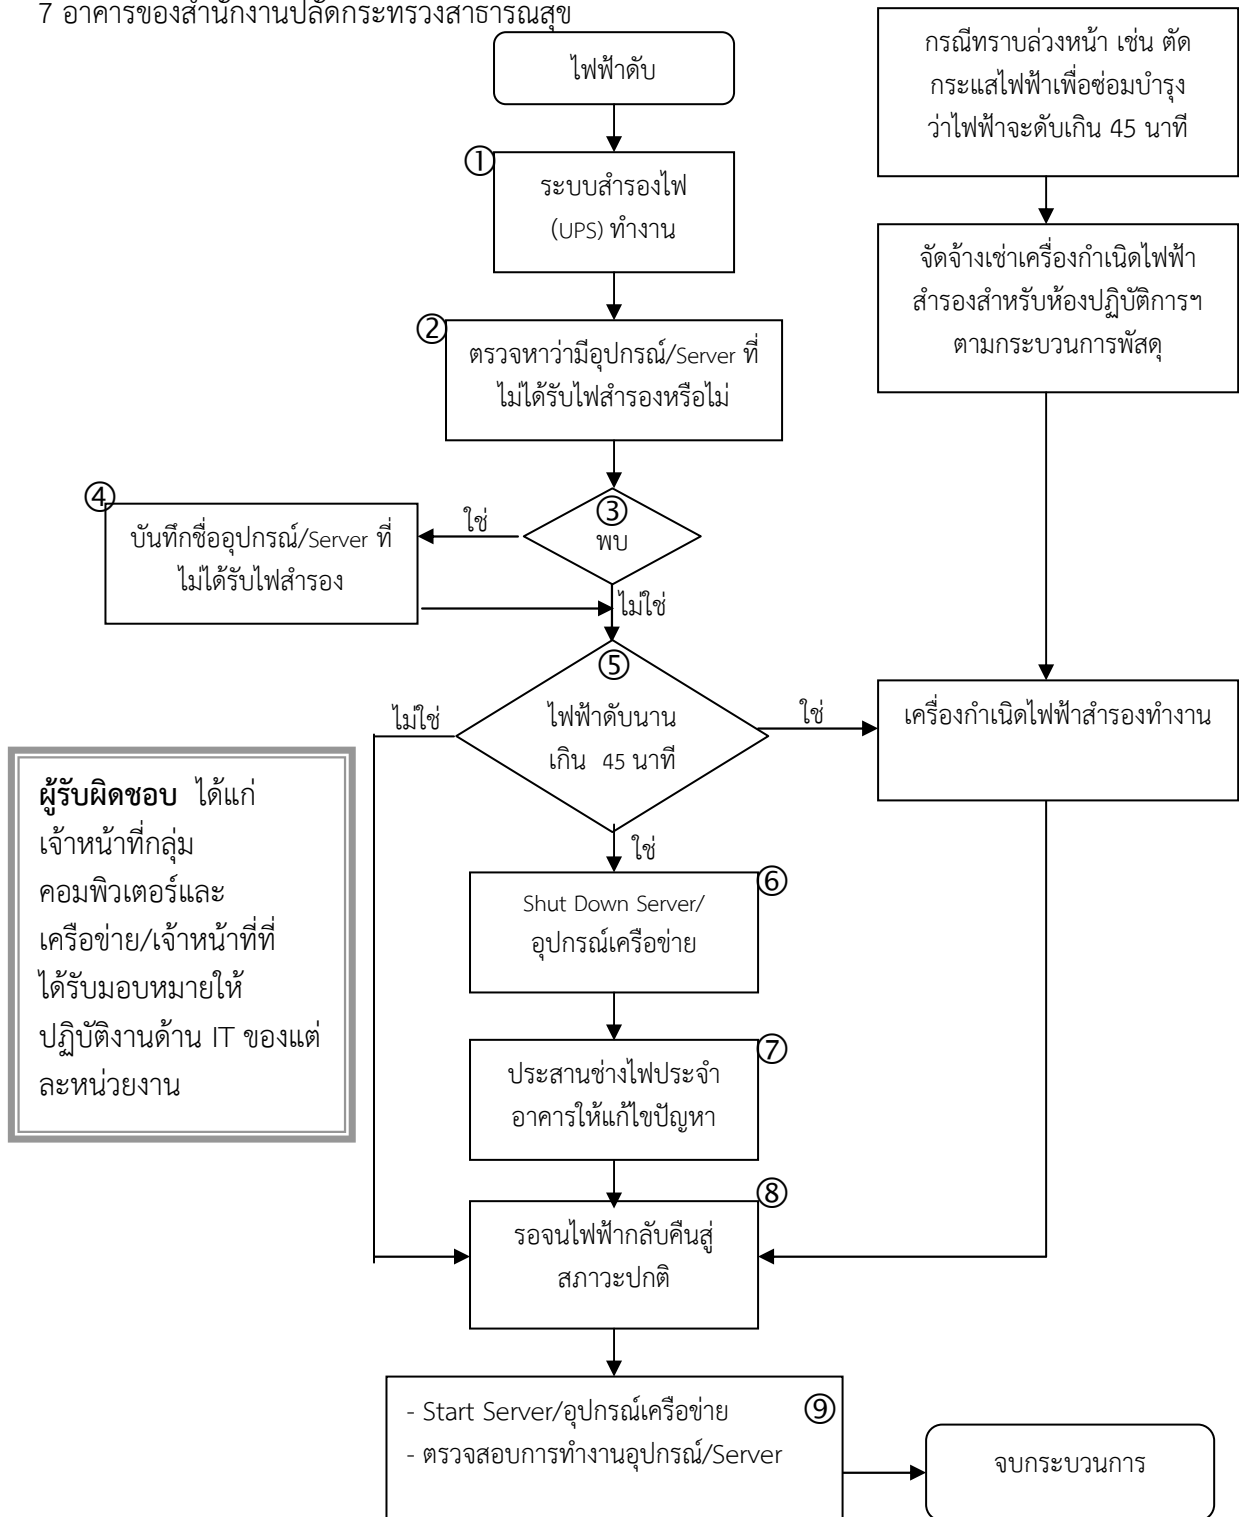 7 อาคารของสำนักงานปลัดกระทรวงสาธารณสุข
ไฟฟ้าดับ
กรณีทราบล่วงหน้า เช่น ตัด
กระแสไฟฟ้าเพื่อซ่อมบำรุง
ว่าไฟฟ้าจะดับเกิน 45 นาที
①
ระบบสำรองไฟ
(UPS) ทำงาน
จัดจ้างเช่าเครื่องกำเนิดไฟฟ้า
สำรองสำหรับห้องปฏิบัติการฯ
ตามกระบวนการพัสดุ
②
ตรวจหาว่ามีอุปกรณ์/Server ที่
ไม่ได้รับไฟสำรองหรือไม่
③
พบ
ใช่
④
บันทึกชื่ออุปกรณ์/Server ที่
ไม่ได้รับไฟสำรอง
ไม่ใช่
⑤
ไฟฟ้าดับนาน
เกิน 45 นาที
ไม่ใช่
ใช่
เครื่องกำเนิดไฟฟ้าสำรองทำงาน
ผู้รับผิดชอบ ได้แก่
เจ้าหน้าที่กลุ่ม
คอมพิวเตอร์และ
เครือข่าย/เจ้าหน้าที่ที่
ได้รับมอบหมายให้
ปฏิบัติงานด้าน IT ของแต่
ละหน่วยงาน
ใช่
⑥
Shut Down Server/
อุปกรณ์เครือข่าย
⑦
ประสานช่างไฟประจำ
อาคารให้แก้ไขปัญหา
⑧
รอจนไฟฟ้ากลับคืนสู่
สภาวะปกติ
⑨
- Start Server/อุปกรณ์เครือข่าย
- ตรวจสอบการทำงานอุปกรณ์/Server
จบกระบวนการ